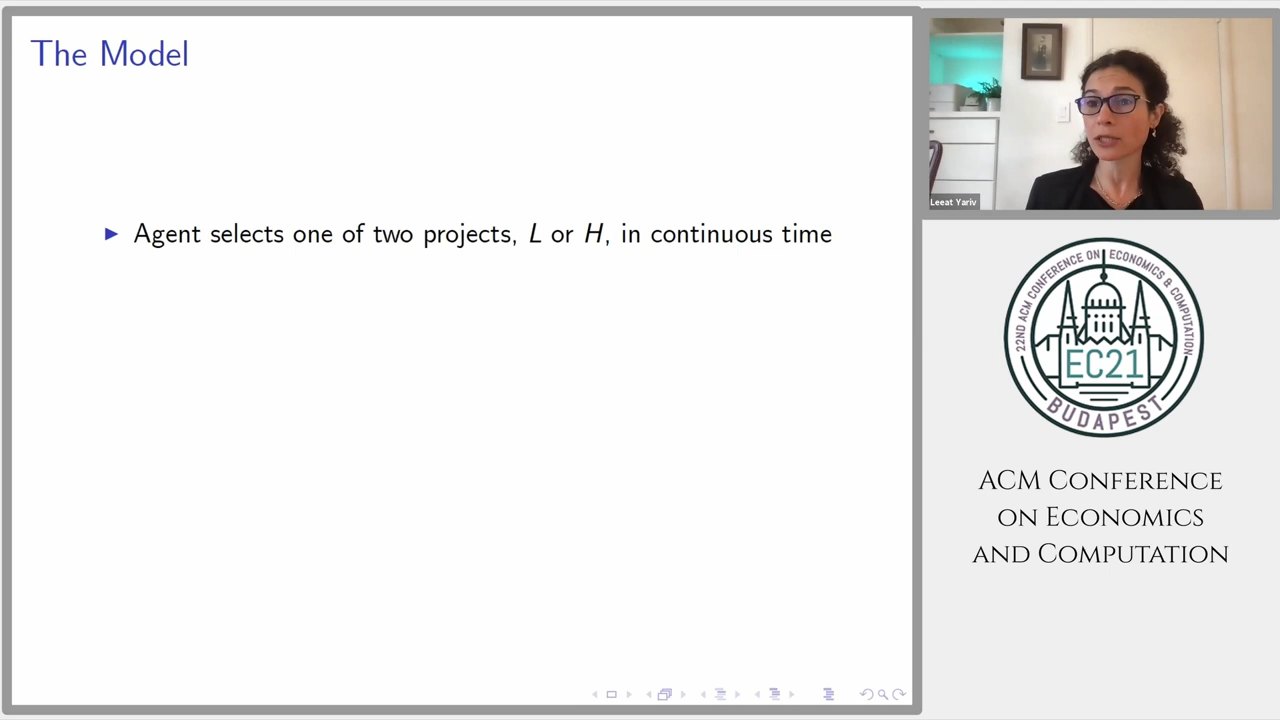 The Model
Agent selects one of two projects, L or H, in continuous time
Leeat Yariv
22ND ACM CONFERENCE ON ECONOMICS & COMPUTATION
EC21
BUDAPEST
ACM CONFERENCE
ON ECONOMICS
AND COMPUTATION